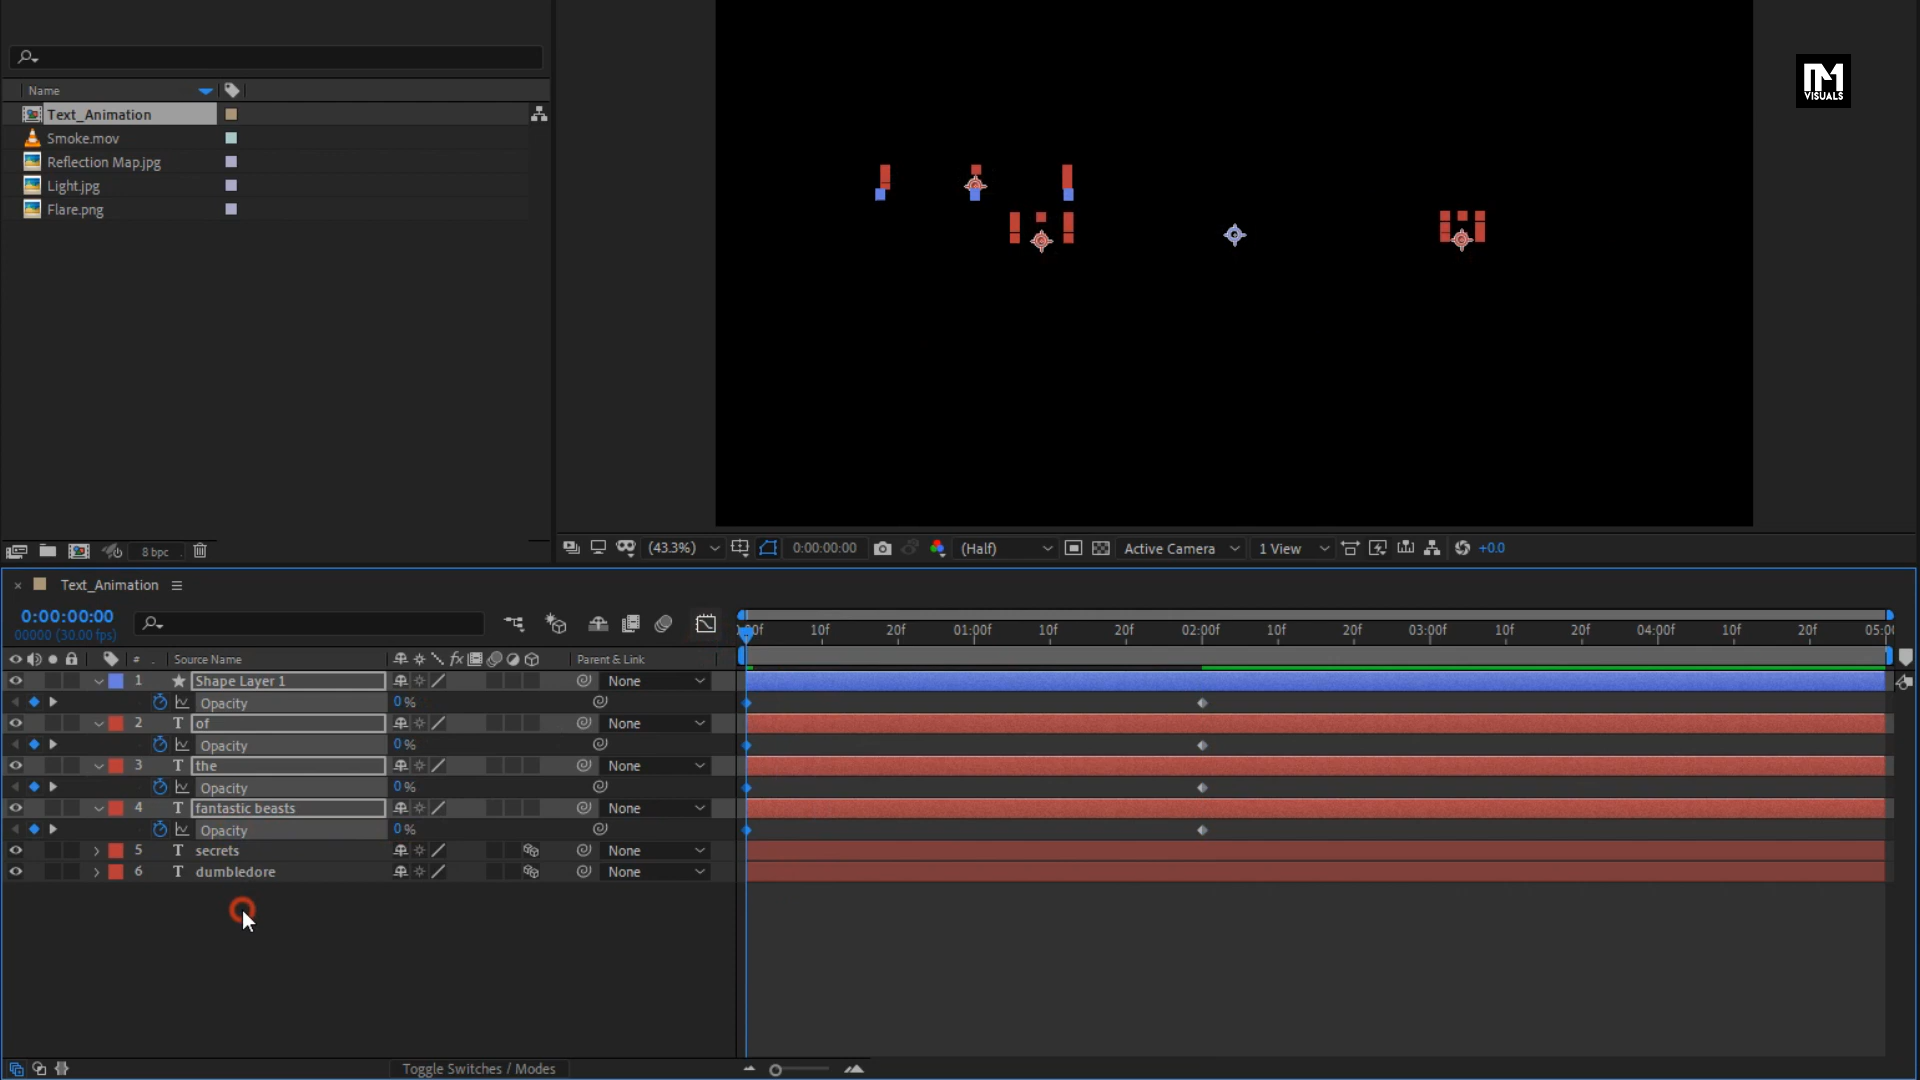 Name
Text_Animation
Smoke.mov
Reflection Map.jpg
Light.jpg
Flare.png
IM
VISUALS
8 bpc
(43.3%)
0:00:00:00
(Half)
Active Camera
1 View
+0.0
Text_Animation
0:00:00:00
00000 (30.00 fps)
:00f 10f 20f 01:00f 10f 20f 02:00f 10f 20f 03:00f 10f 20f 04:00f 10f 20f 05:00
# Source Name fx Parent & Link
1 Shape Layer 1 None
Opacity 0 %
2 T of None
Opacity 0 %
3 T the None
Opacity 0 %
4 T fantastic beasts None
Opacity 0 %
5 T secrets None
6 T dumbledore None
Toggle Switches / Modes